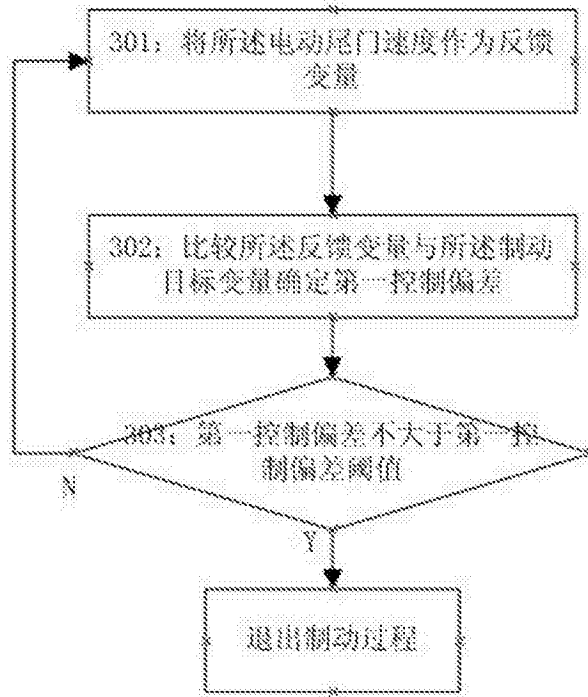 301：将所述电动尾门速度作为反馈
变量
302：比较所述反馈变量与所述制动
目标变量确定第一控制偏差
303：第一控制偏差不大于第一控
制偏差阈值
N
Y
退出制动过程